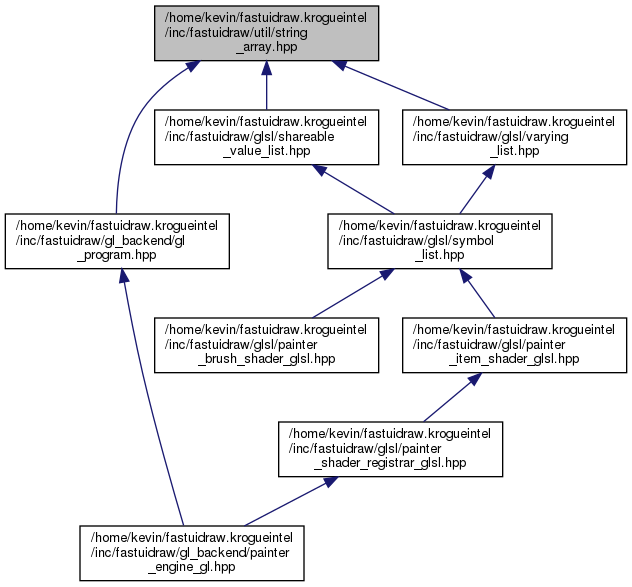 /home/kevin/fastuidraw.krogueintel
/inc/fastuidraw/util/string
_array.hpp
/home/kevin/fastuidraw.krogueintel
/inc/fastuidraw/glsl/shareable
_value_list.hpp
/home/kevin/fastuidraw.krogueintel
/inc/fastuidraw/glsl/varying
_list.hpp
/home/kevin/fastuidraw.krogueintel
/inc/fastuidraw/gl_backend/gl
_program.hpp
/home/kevin/fastuidraw.krogueintel
/inc/fastuidraw/glsl/symbol
_list.hpp
/home/kevin/fastuidraw.krogueintel
/inc/fastuidraw/glsl/painter
_brush_shader_glsl.hpp
/home/kevin/fastuidraw.krogueintel
/inc/fastuidraw/glsl/painter
_item_shader_glsl.hpp
/home/kevin/fastuidraw.krogueintel
/inc/fastuidraw/glsl/painter
_shader_registrar_glsl.hpp
/home/kevin/fastuidraw.krogueintel
/inc/fastuidraw/gl_backend/painter
_engine_gl.hpp